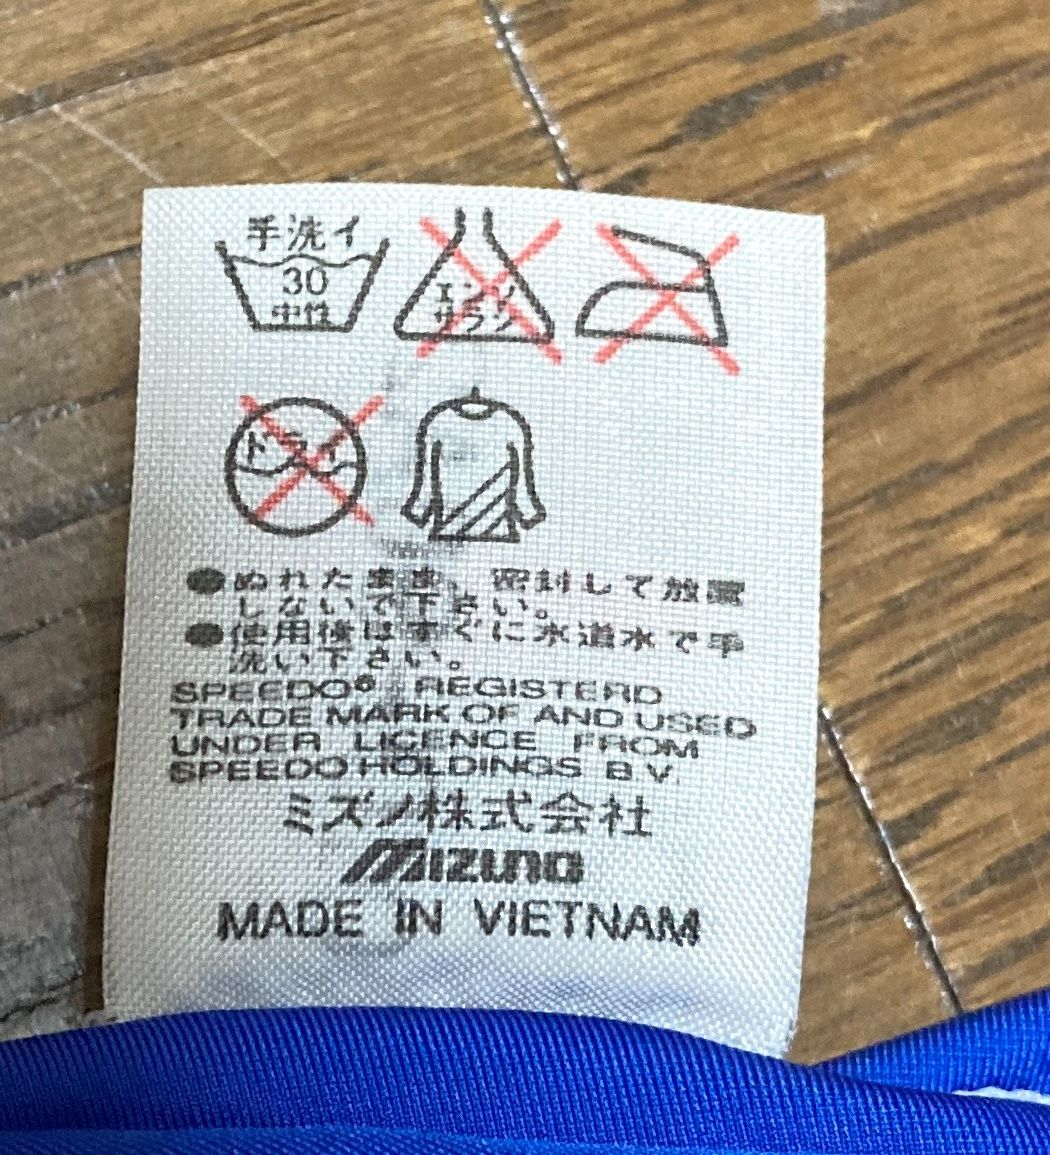 手洗イ
30
中性
エンソ
サラシ
ドライ
●ぬれたまま、密封して放置
しないで下さい。
●使用後はすぐに水道水で手
洗い下さい。
SPEEDO® REGISTERD
TRADE MARK OF AND USED
UNDER LICENCE FROM
SPEEDO HOLDINGS B.V.
ミズノ株式会社
MIZUNO
MADE IN VIETNAM